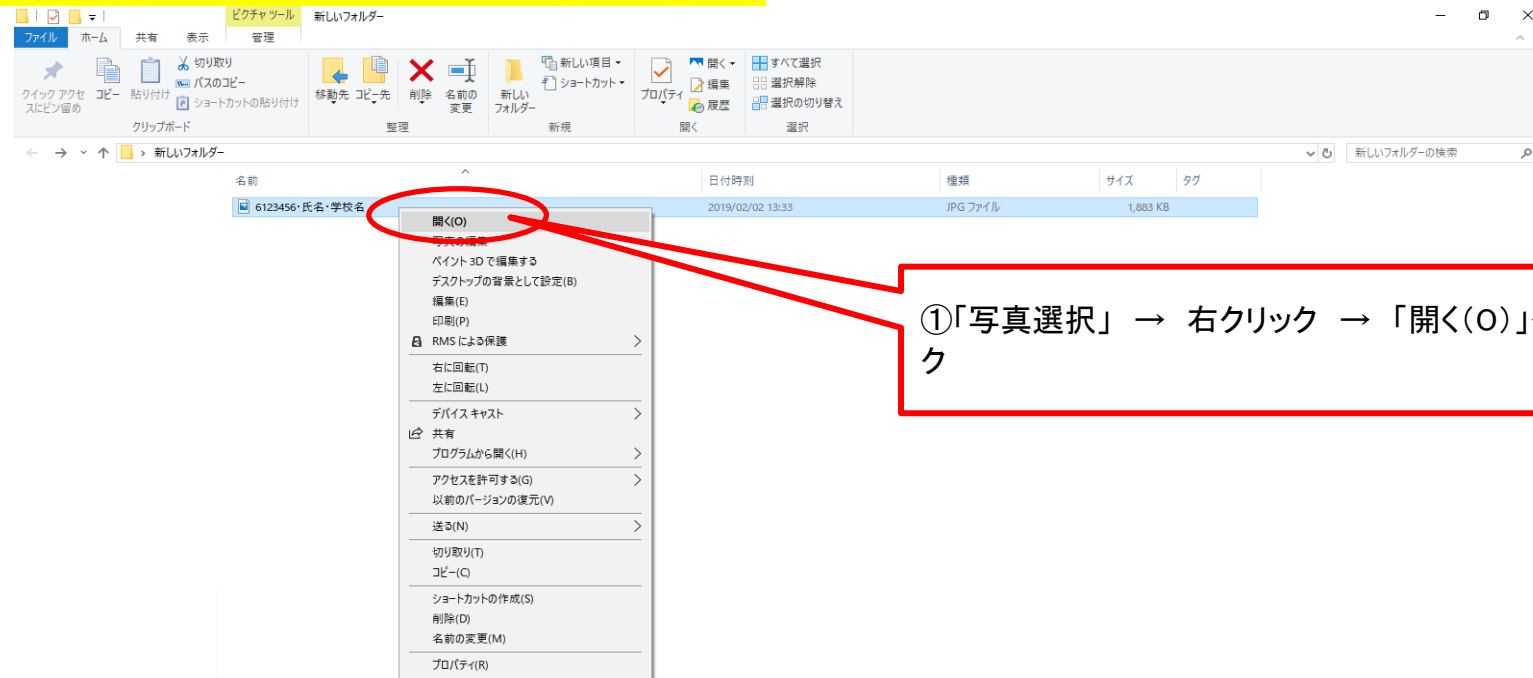 ピクチャ ツール 新しいフォルダー
ファイル ホーム 共有 表示 管理
クイック アクセスにピン留め
コピー
貼り付け
切り取り
パスのコピー
ショートカットの貼り付け
クリップボード
移動先
コピー先
削除
名前の変更
整理
新しいフォルダー
新しい項目
ショートカット
新規
プロパティ
開く
編集
履歴
開く
すべて選択
選択解除
選択の切り替え
選択
新しいフォルダー
新しいフォルダーの検索
名前 日付時刻 種類 サイズ タグ
6123456・氏名・学校名 2019/02/02 13:33 JPG ファイル 1,883 KB
開く(O)
写真の編集
ペイント 3D で編集する
デスクトップの背景として設定(B)
編集(E)
印刷(P)
RMS による保護
右に回転(T)
左に回転(L)
デバイス キャスト
共有
プログラムから開く(H)
アクセスを許可する(G)
以前のバージョンの復元(V)
送る(N)
切り取り(T)
コピー(C)
ショートカットの作成(S)
削除(D)
名前の変更(M)
プロパティ(R)
①「写真選択」 → 右クリック → 「開く(O)」
ク